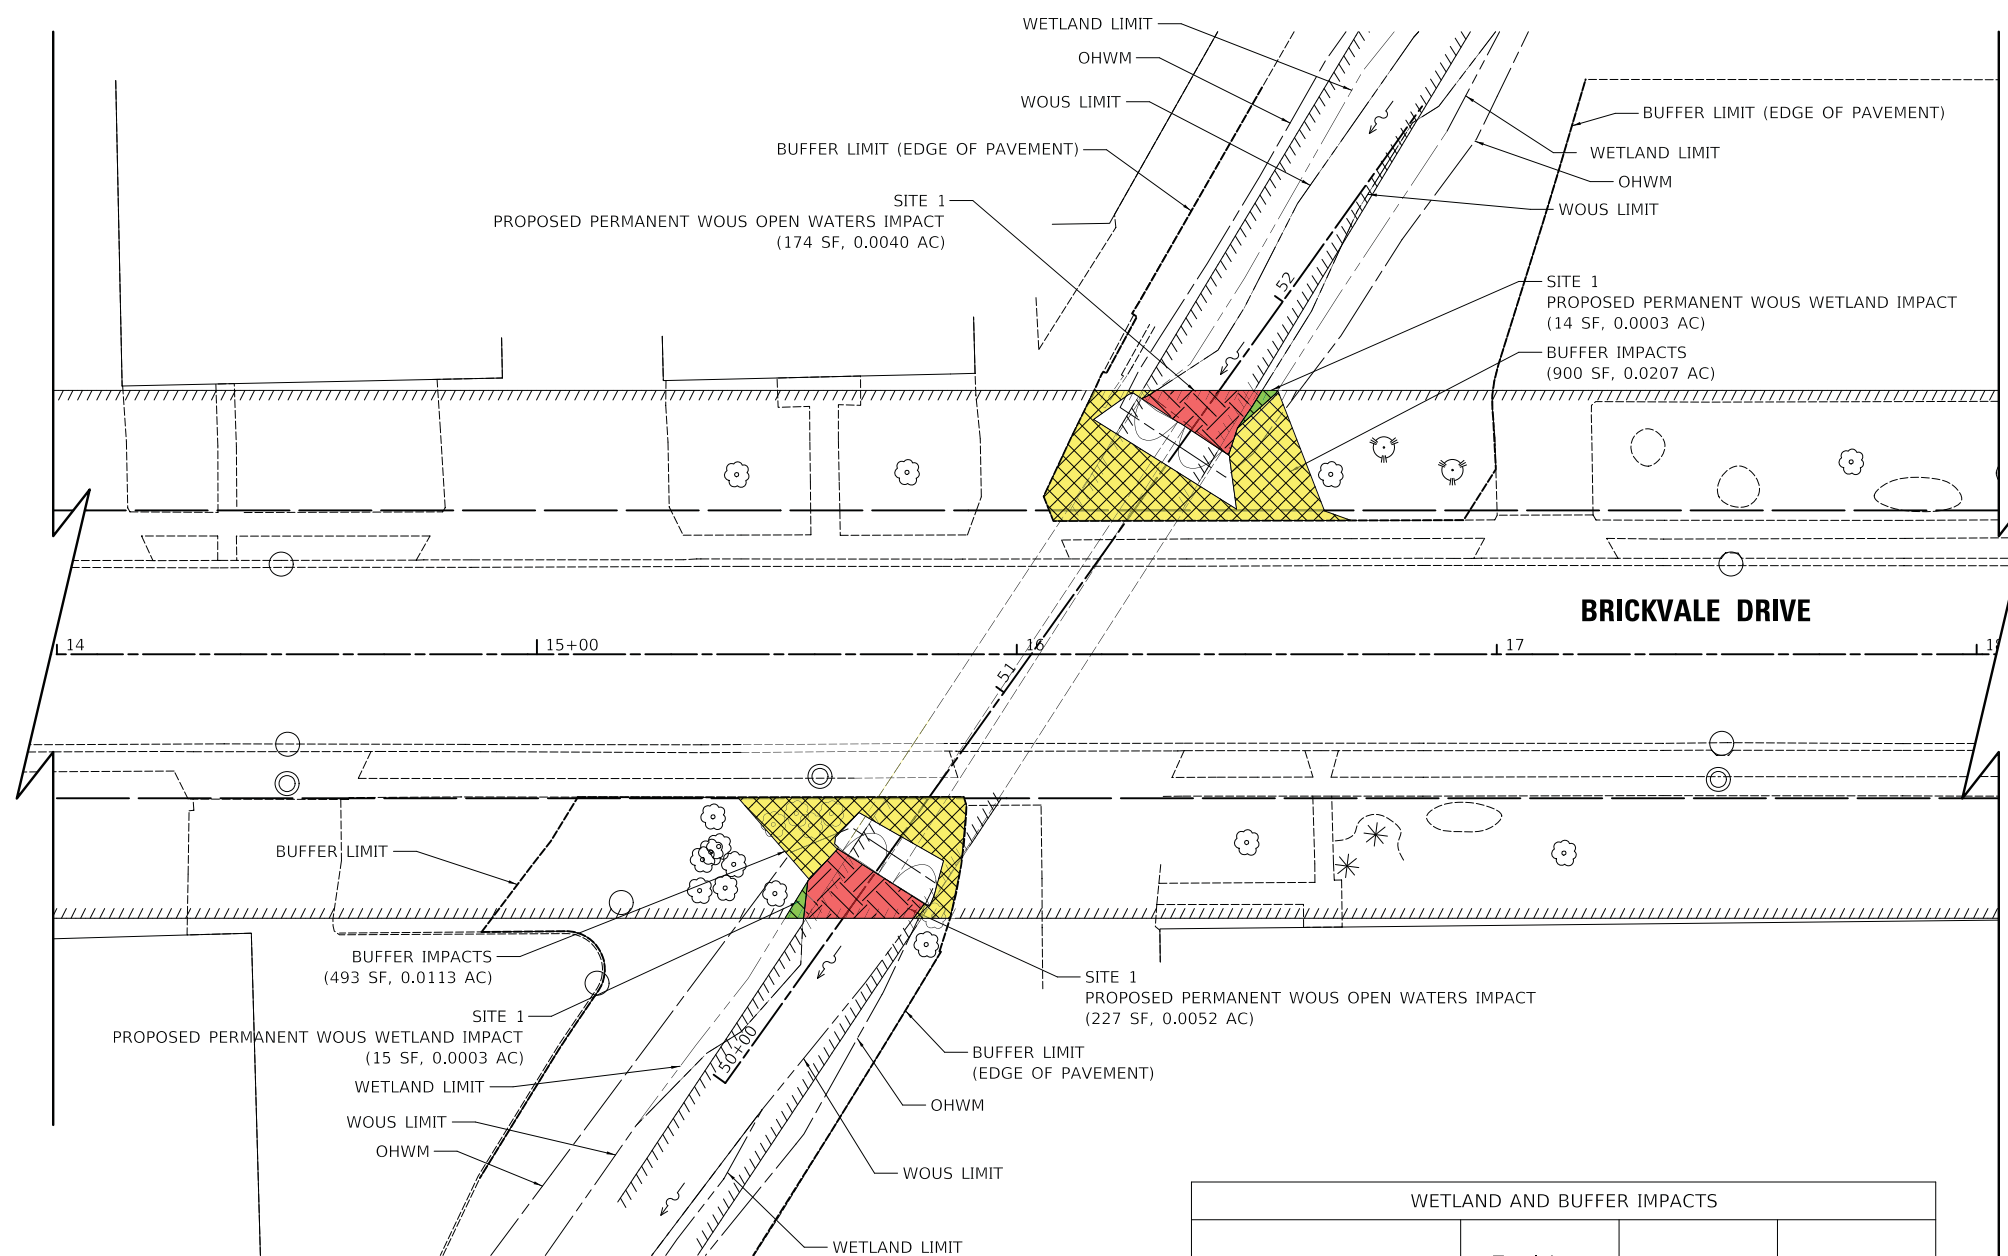 WETLAND LIMIT
OHWM
WOUS LIMIT
BUFFER LIMIT (EDGE OF PAVEMENT)
SITE 1
PROPOSED PERMANENT WOUS OPEN WATERS IMPACT
(174 SF, 0.0040 AC)
BUFFER LIMIT (EDGE OF PAVEMENT)
WETLAND LIMIT
OHWM
WOUS LIMIT
SITE 1
PROPOSED PERMANENT WOUS WETLAND IMPACT
(14 SF, 0.0003 AC)
BUFFER IMPACTS
(900 SF, 0.0207 AC)
52
BRICKVALE DRIVE
14
15+00
16
17
51
BUFFER LIMIT
BUFFER IMPACTS
(493 SF, 0.0113 AC)
SITE 1
PROPOSED PERMANENT WOUS WETLAND IMPACT
(15 SF, 0.0003 AC)
WETLAND LIMIT
WOUS LIMIT
OHWM
50+00
SITE 1
PROPOSED PERMANENT WOUS OPEN WATERS IMPACT
(227 SF, 0.0052 AC)
BUFFER LIMIT
(EDGE OF PAVEMENT)
OHWM
WOUS LIMIT
WETLAND LIMIT
WETLAND AND BUFFER IMPACTS